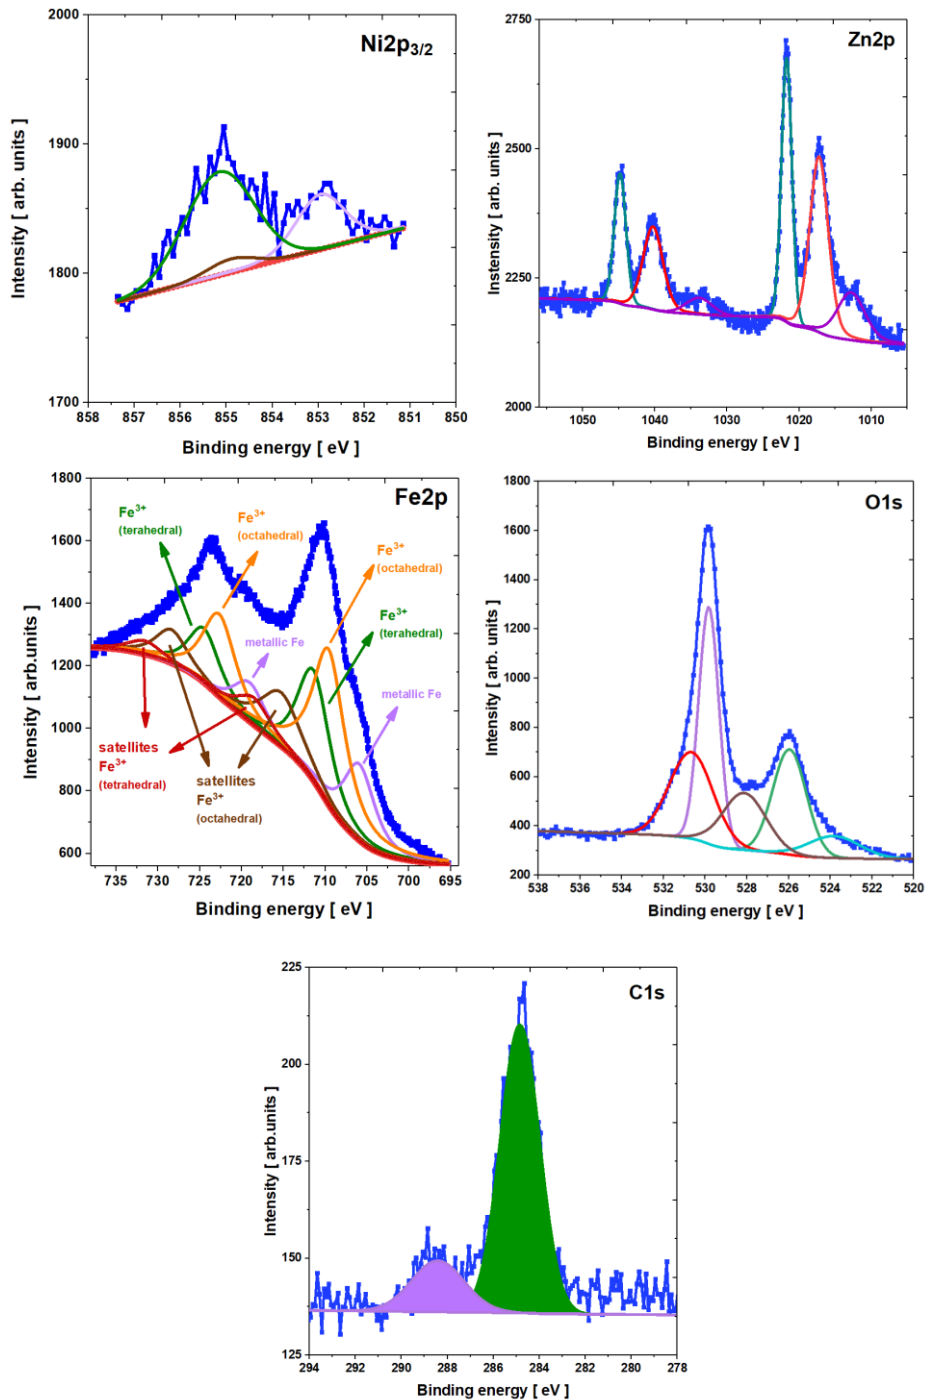 Ni2p3/2
Intensity [ arb. units ]
2000
1900
1800
1700
858 857 856 855 854 853 852 851 850
Binding energy [ eV ]
Zn2p
Instensity [ arb. units ]
2750
2500
2250
2000
1050 1040 1030 1020 1010
Binding energy [ eV ]
Fe2p
Intensity [ arb.units ]
1800
1600
1400
1200
1000
800
600
Fe3+
(terahedral)
Fe3+
(octahedral)
Fe3+
(octahedral)
Fe3+
(terahedral)
metallic Fe
metallic Fe
satellites
Fe3+
(tetrahedral)
satellites
Fe3+
(octahedral)
735 730 725 720 715 710 705 700 695
Binding energy [ eV ]
O1s
Intensity [ arb. units ]
1800
1600
1400
1200
1000
800
600
400
200
538 536 534 532 530 528 526 524 522 520
Binding energy [ eV ]
C1s
Intensity [ arb.units ]
225
200
175
150
125
294 292 290 288 286 284 282 280 278
Binding energy [ eV ]